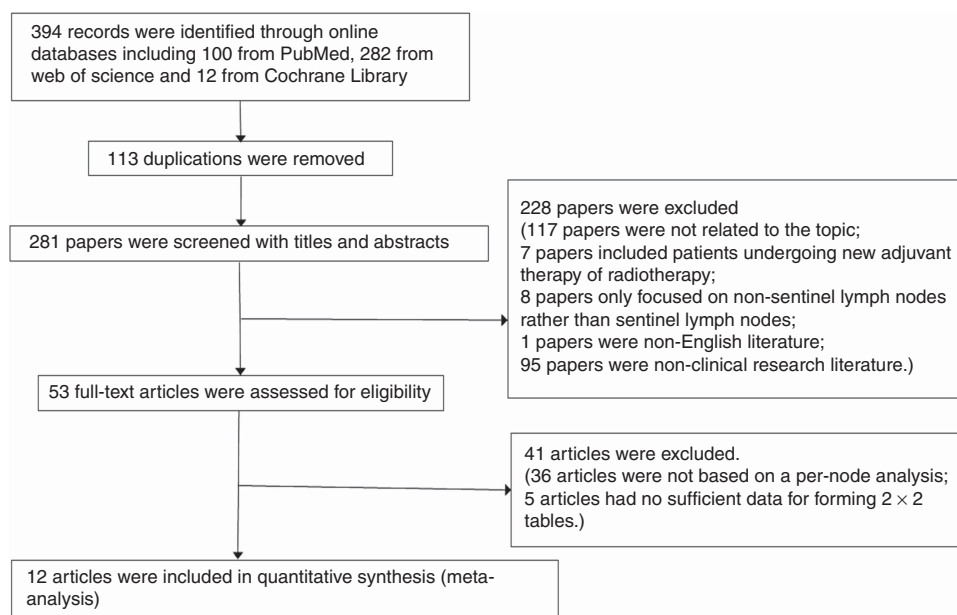 394 records were identified through online
databases including 100 from PubMed, 282 from
web of science and 12 from Cochrane Library
113 duplications were removed
281 papers were screened with titles and abstracts
228 papers were excluded
(117 papers were not related to the topic;
7 papers included patients undergoing new adjuvant
therapy of radiotherapy;
8 papers only focused on non-sentinel lymph nodes
rather than sentinel lymph nodes;
1 papers were non-English literature;
95 papers were non-clinical research literature.)
53 full-text articles were assessed for eligibility
41 articles were excluded.
(36 articles were not based on a per-node analysis;
5 articles had no sufficient data for forming 2 × 2
tables.)
12 articles were included in quantitative synthesis (meta-
analysis)